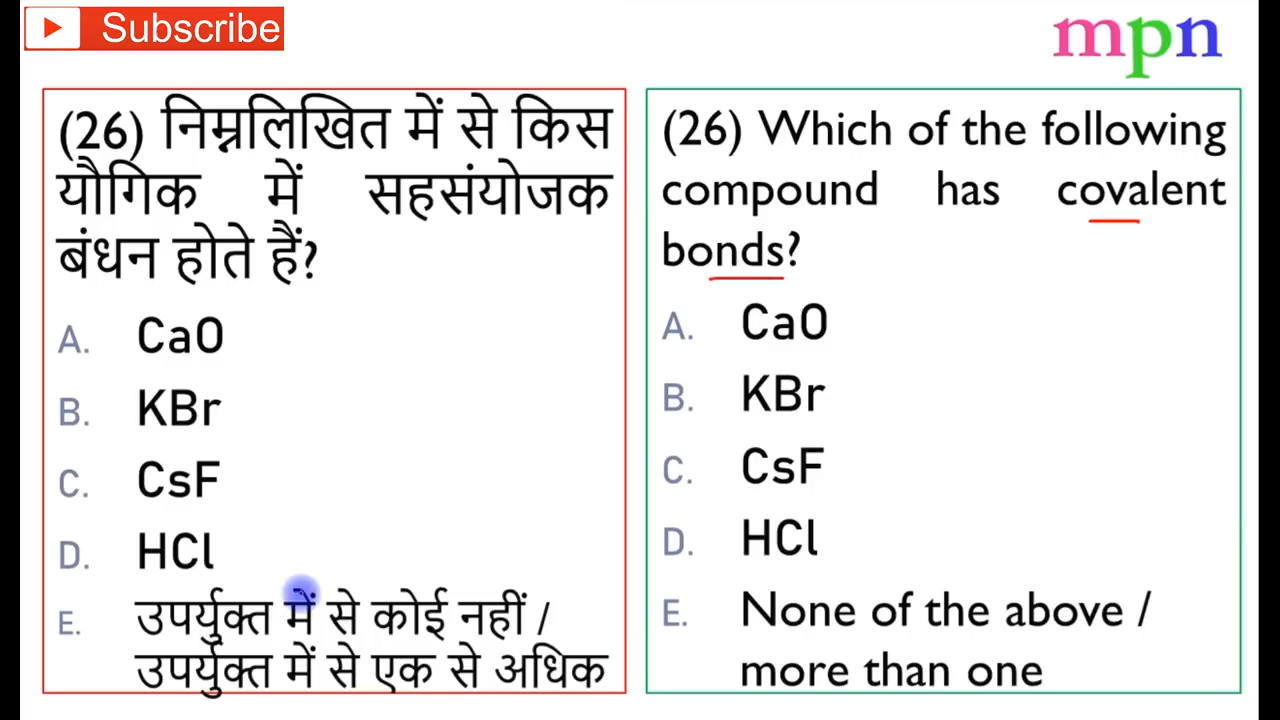 Subscribe
mpn
(26) निम्नलिखित में से किस
यौगिक में सहसंयोजक
बंधन होते हैं?
A. CaO
B. KBr
C. CsF
D. HCl
E. उपर्युक्त में से कोई नहीं /
उपर्युक्त में से एक से अधिक
(26) Which of the following
compound has covalent
bonds?
A. CaO
B. KBr
C. CsF
D. HCl
E. None of the above /
more than one